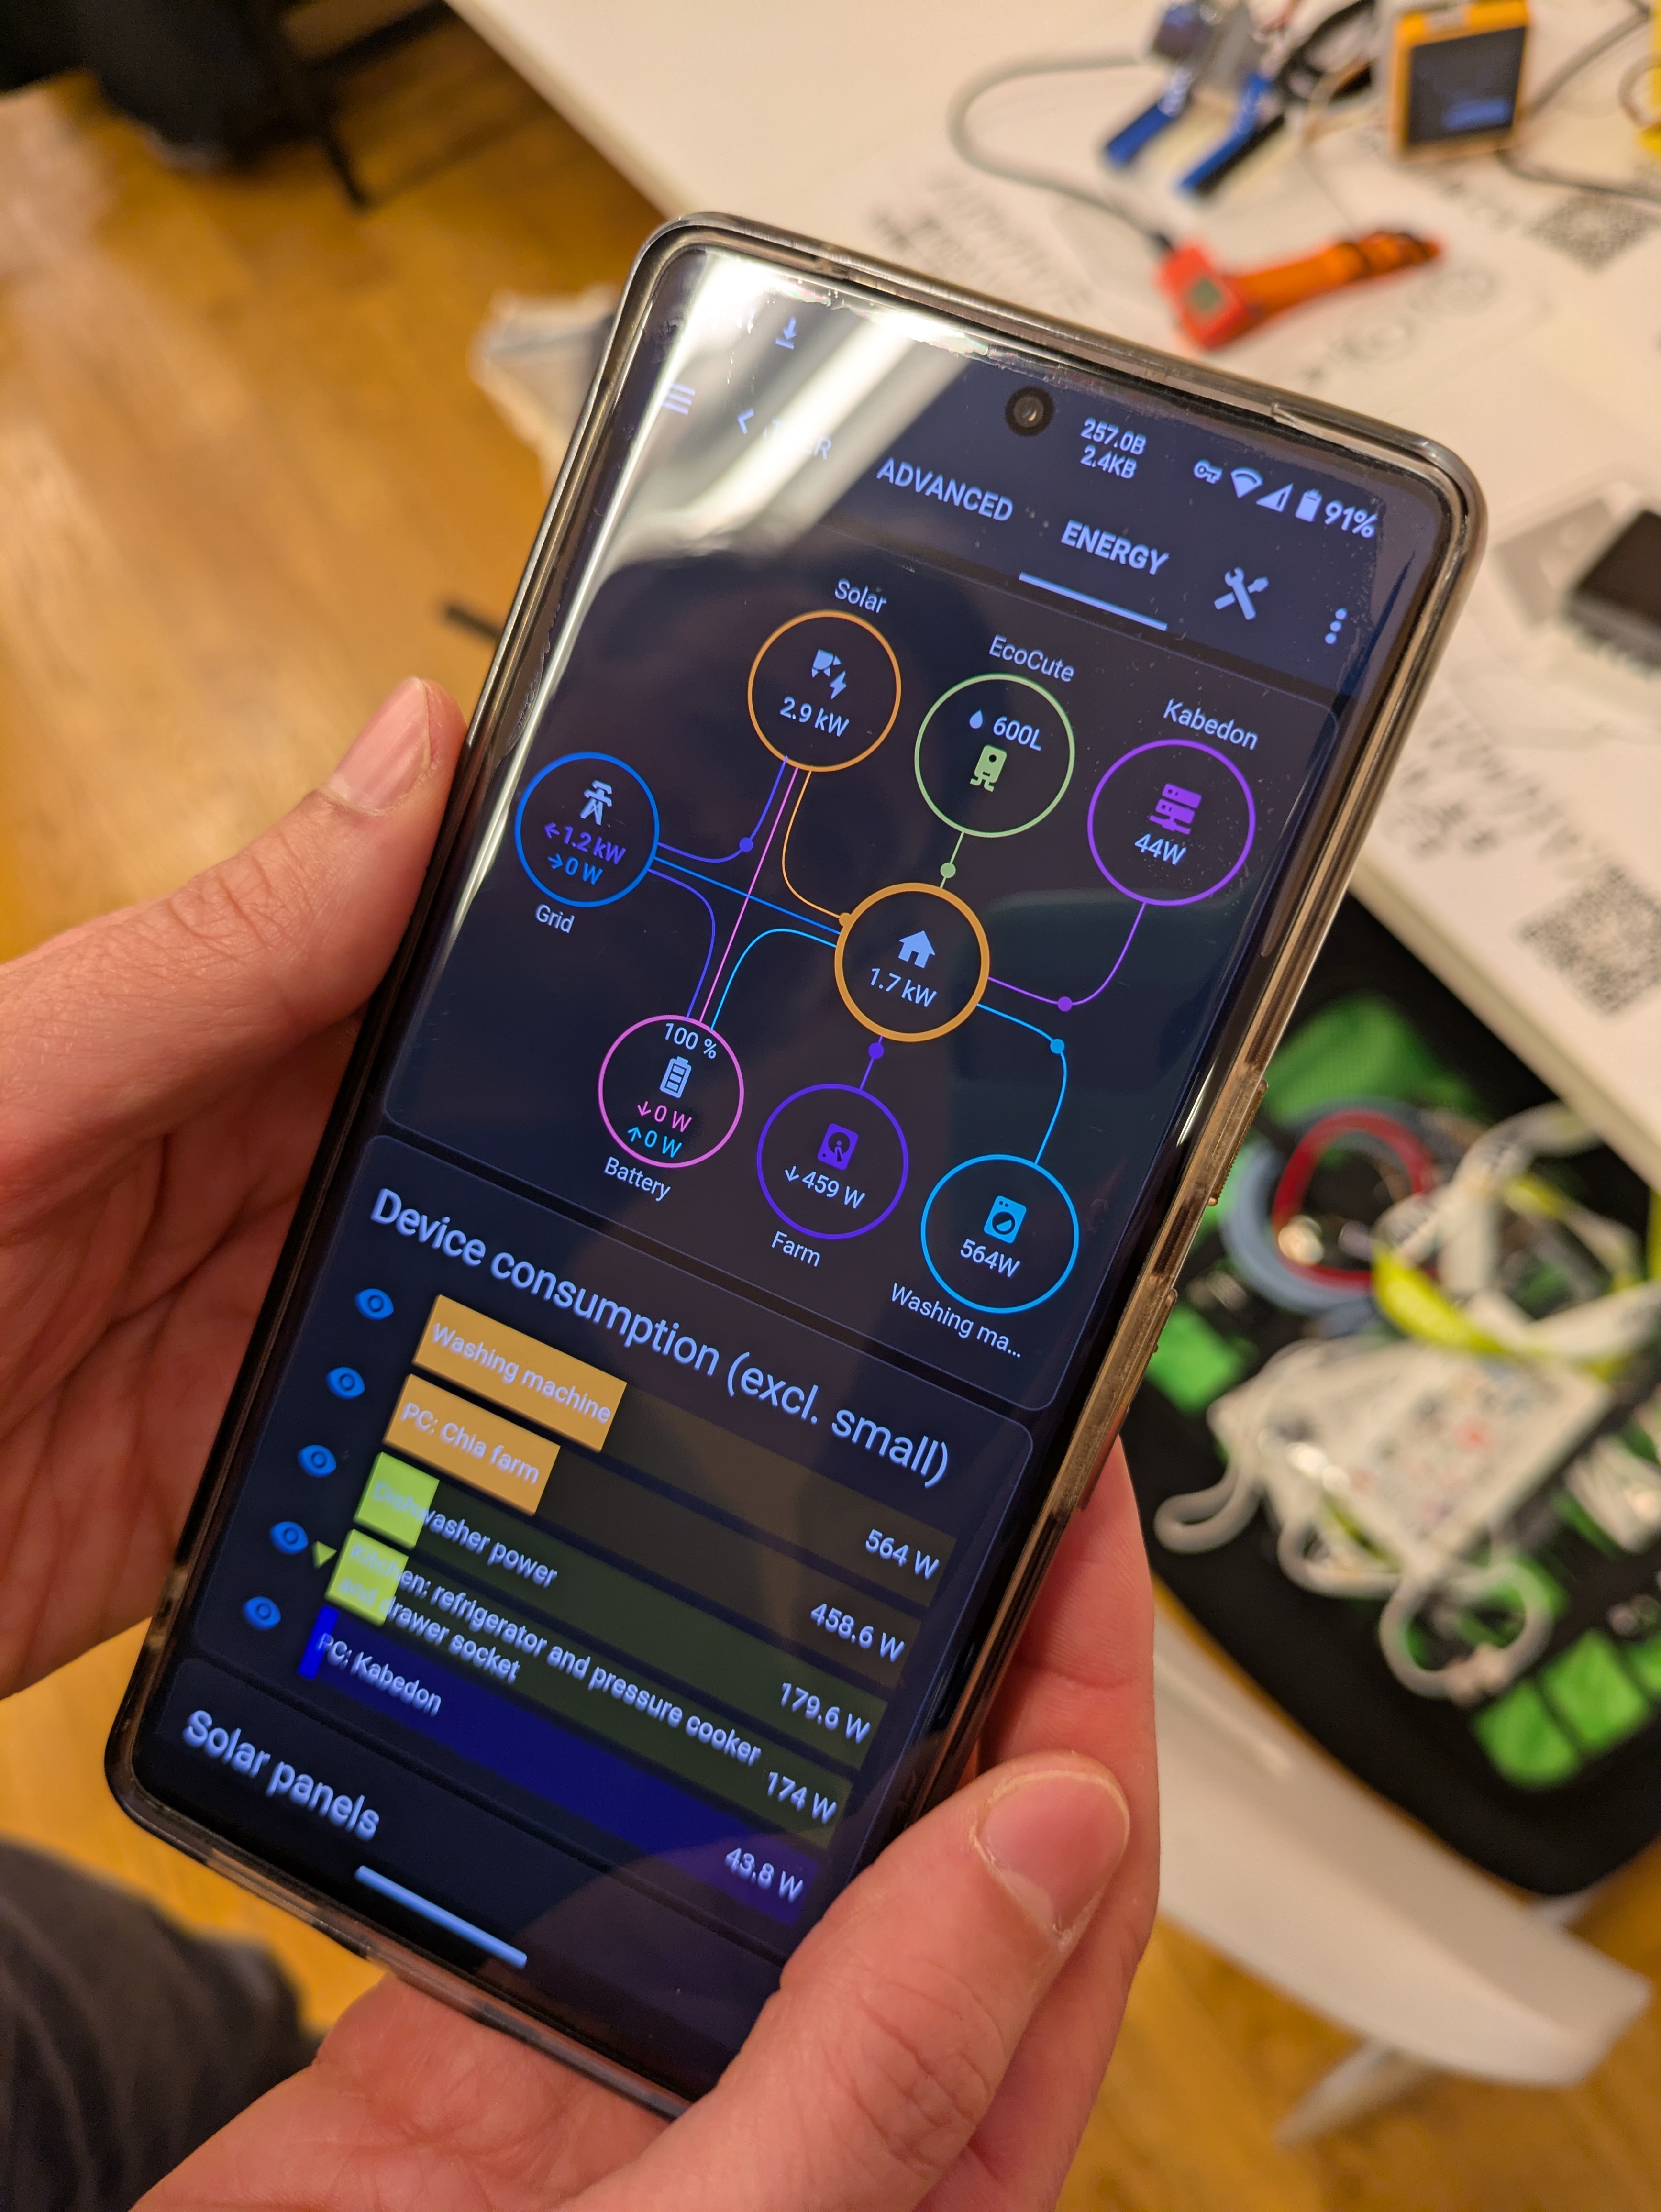 257.0B
2.4KB
91%
ADVANCED
ENERGY
Solar
2.9 kW
EcoCute
600L
Kabedon
44W
←1.2 kW
→0 W
Grid
1.7 kW
100 %
↓0 W
↑0 W
Battery
↓459 W
Farm
564W
Washing ma...
Device consumption (excl. small)
Washing machine
564 W
PC: Chia farm
458.6 W
Dishwasher power
179.6 W
Kitchen: refrigerator and pressure cooker
and drawer socket
174 W
PC: Kabedon
43.8 W
Solar panels